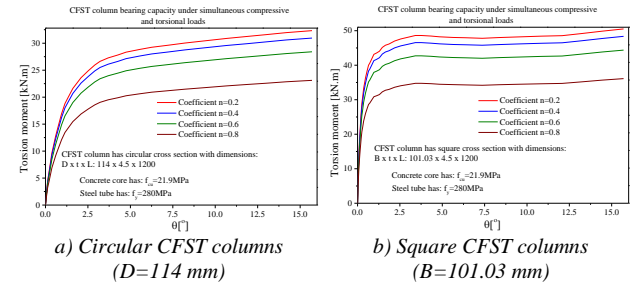 CFST column bearing capacity under simultaneous compressive
and torsional loads
Torsion moment [kN.m]
30
25
20
15
10
5
0
Coefficient n=0.2
Coefficient n=0.4
Coefficient n=0.6
Coefficient n=0.8
CFST column has circular cross section with dimensions:
D x t x L: 114 x 4.5 x 1200
Concrete core has: fcu=21.9MPa
Steel tube has: fy=280MPa
0.0 2.5 5.0 7.5 10.0 12.5 15.0
θ[°]
a) Circular CFST columns
(D=114 mm)
CFST column bearing capacity under simultaneous compressive
and torsional loads
Torsion moment [kN.m]
50
40
30
20
10
0
Coefficient n=0.2
Coefficient n=0.4
Coefficient n=0.6
Coefficient n=0.8
CFST column has square cross section with dimensions:
B x t x L: 101.03 x 4.5 x 1200
Concrete core has: fcu=21.9MPa
Steel tube has: fy=280MPa
0.0 2.5 5.0 7.5 10.0 12.5 15.0
θ[°]
b) Square CFST columns
(B=101.03 mm)